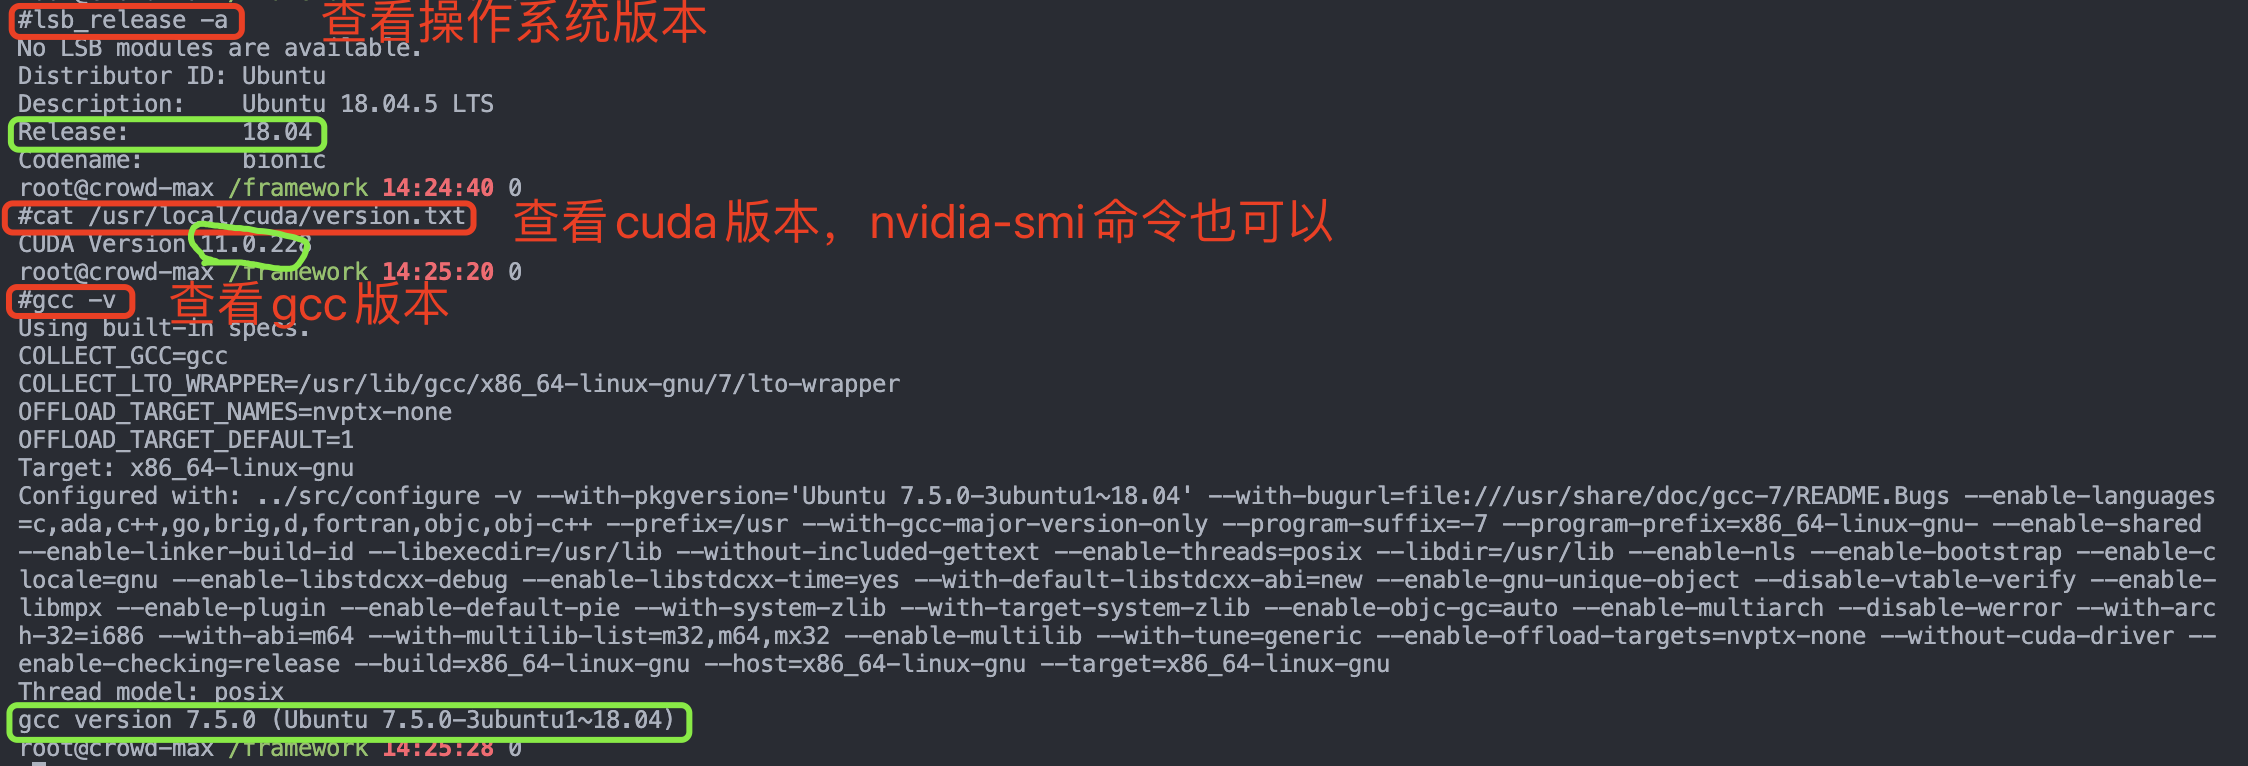 #lsb_release -a 查看操作系统版本
No LSB modules are available.
Distributor ID: Ubuntu
Description:    Ubuntu 18.04.5 LTS
Release:        18.04
Codename:       bionic
root@crowd-max /framework 14:24:40 0
#cat /usr/local/cuda/version.txt 查看cuda版本，nvidia-smi命令也可以
CUDA Version 11.0.228
root@crowd-max /framework 14:25:20 0
#gcc -v 查看gcc版本
Using built-in specs.
COLLECT_GCC=gcc
COLLECT_LTO_WRAPPER=/usr/lib/gcc/x86_64-linux-gnu/7/lto-wrapper
OFFLOAD_TARGET_NAMES=nvptx-none
OFFLOAD_TARGET_DEFAULT=1
Target: x86_64-linux-gnu
Configured with: ../src/configure -v --with-pkgversion='Ubuntu 7.5.0-3ubuntu1~18.04' --with-bugurl=file:///usr/share/doc/gcc-7/README.Bugs --enable-languages
=c,ada,c++,go,brig,d,fortran,objc,obj-c++ --prefix=/usr --with-gcc-major-version-only --program-suffix=-7 --program-prefix=x86_64-linux-gnu- --enable-shared
--enable-linker-build-id --libexecdir=/usr/lib --without-included-gettext --enable-threads=posix --libdir=/usr/lib --enable-nls --enable-bootstrap --enable-c
locale=gnu --enable-libstdcxx-debug --enable-libstdcxx-time=yes --with-default-libstdcxx-abi=new --enable-gnu-unique-object --disable-vtable-verify --enable-
libmpx --enable-plugin --enable-default-pie --with-system-zlib --with-target-system-zlib --enable-objc-gc=auto --enable-multiarch --disable-werror --with-arc
h-32=i686 --with-abi=m64 --with-multilib-list=m32,m64,mx32 --enable-multilib --with-tune=generic --enable-offload-targets=nvptx-none --without-cuda-driver --
enable-checking=release --build=x86_64-linux-gnu --host=x86_64-linux-gnu --target=x86_64-linux-gnu
Thread model: posix
gcc version 7.5.0 (Ubuntu 7.5.0-3ubuntu1~18.04)
root@crowd-max /framework 14:25:28 0